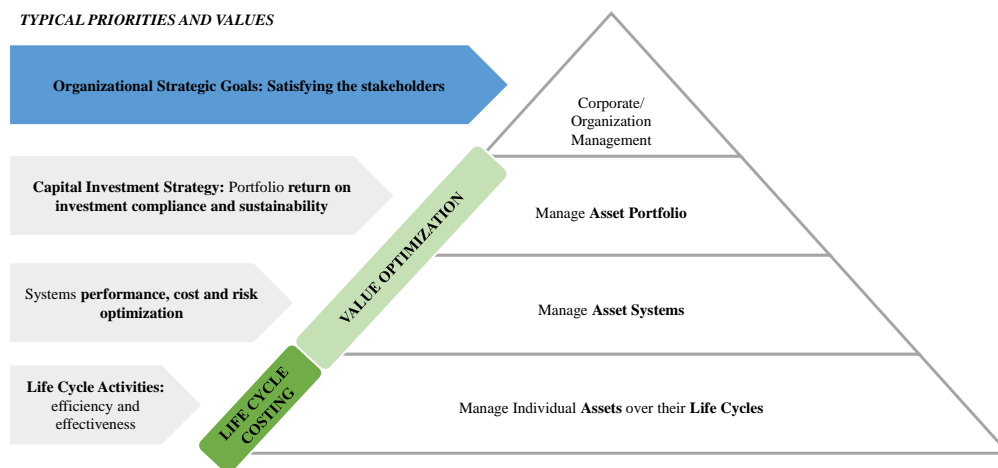 TYPICAL PRIORITIES AND VALUES
Organizational Strategic Goals: Satisfying the stakeholders
Corporate/
Organization
Management
Capital Investment Strategy: Portfolio return on
investment compliance and sustainability
Manage Asset Portfolio
VALUE OPTIMIZATION
Systems performance, cost and risk
optimization
Manage Asset Systems
Life Cycle Activities:
efficiency and
effectiveness
LIFE CYCLE
COSTING
Manage Individual Assets over their Life Cycles